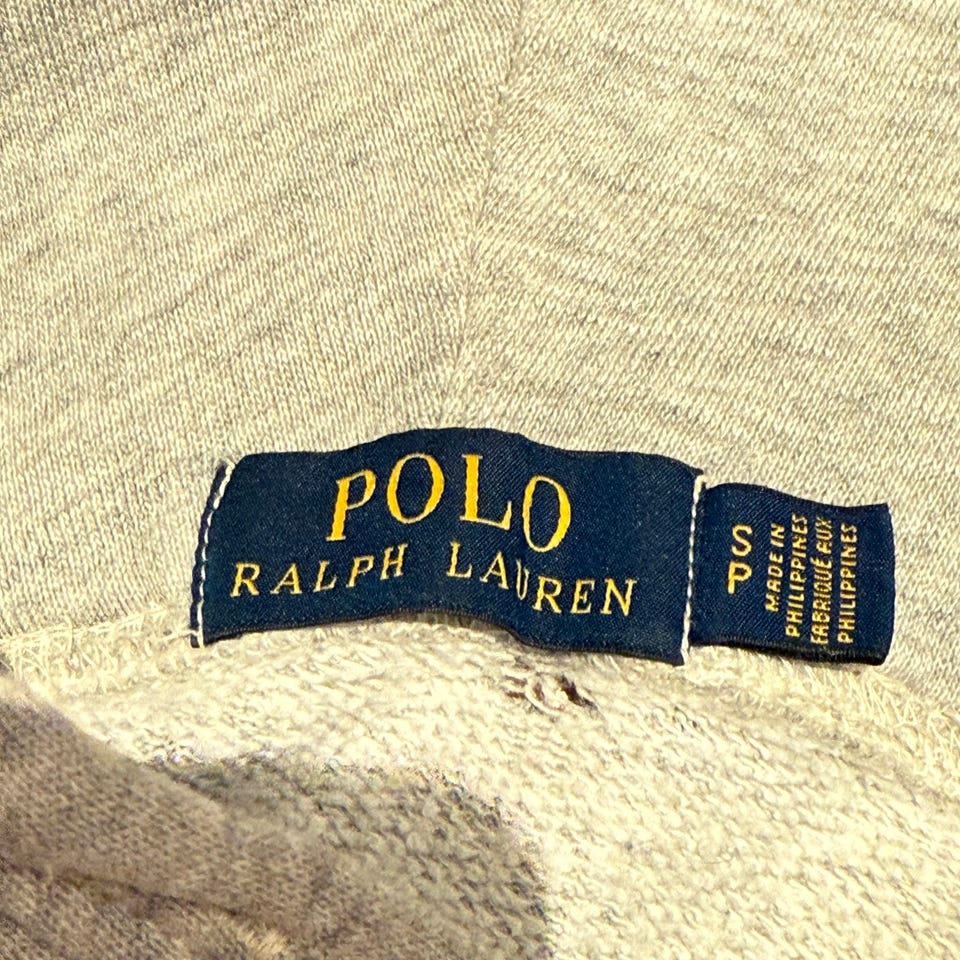 POLO
RALPH LAUREN
S
P
MADE IN
PHILIPPINES
FABRIQUÉ AUX
PHILIPPINES